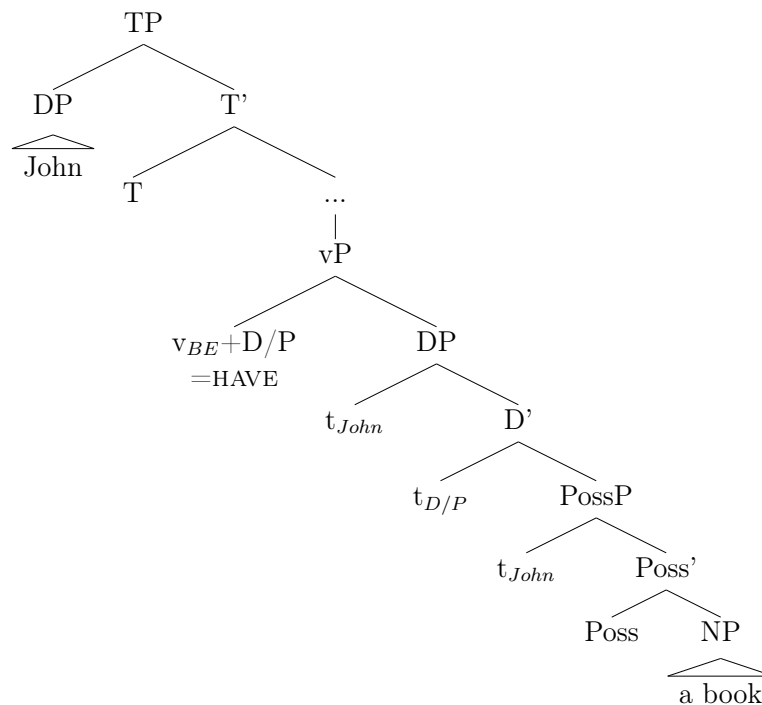 TP
DP T'
John
T ...
vP
v_BE+D/P DP
=HAVE
t_John D'
t_D/P PossP
t_John Poss'
Poss NP
a book